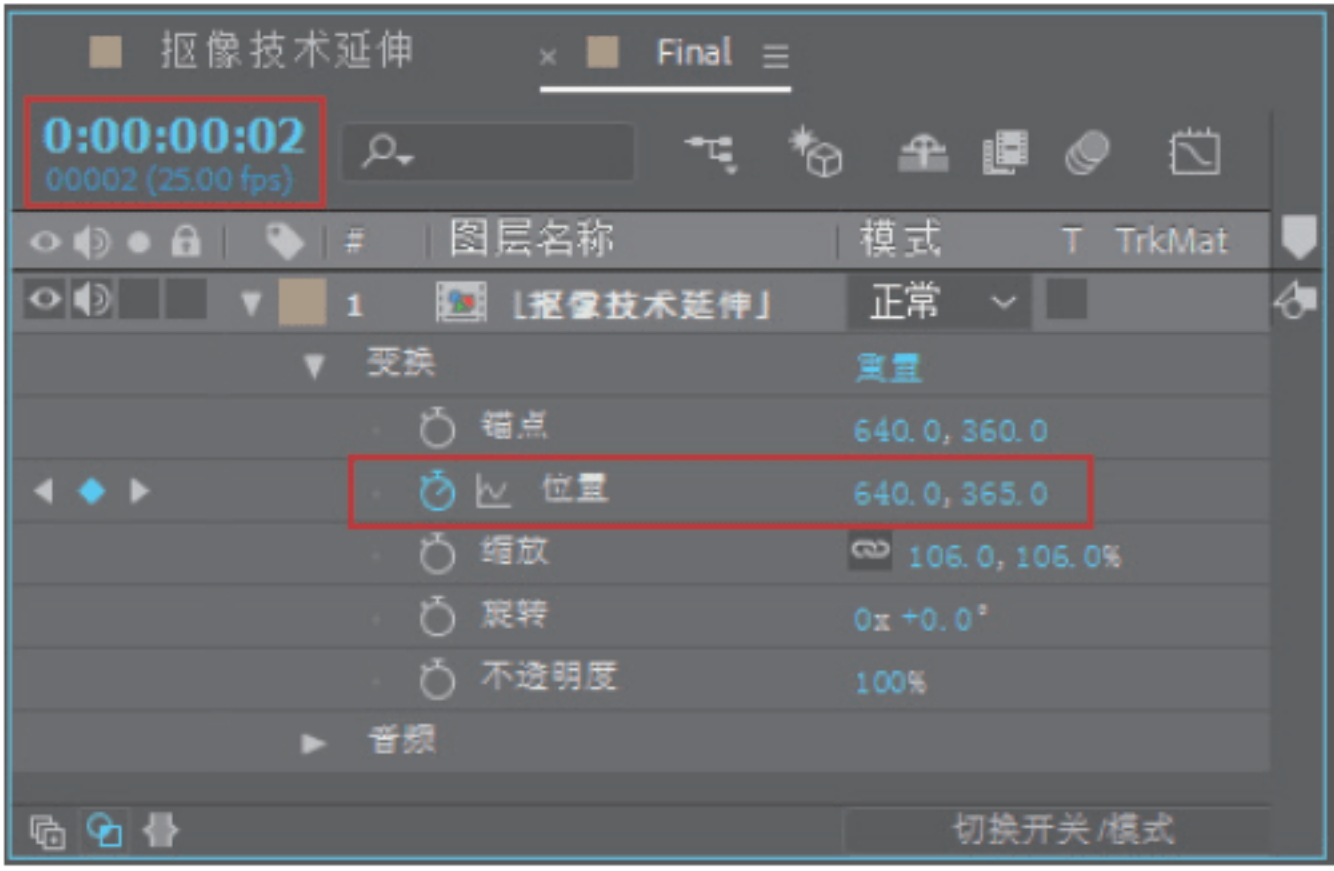 抠像技术延伸 × Final
0:00:00:02
00002 (25.00 fps)
# 图层名称 模式 T TrkMat
1 [抠像技术延伸] 正常
变换 重置
锚点 640.0, 360.0
位置 640.0, 365.0
缩放 106.0, 106.0%
旋转 0x +0.0°
不透明度 100%
音频
切换开关/模式